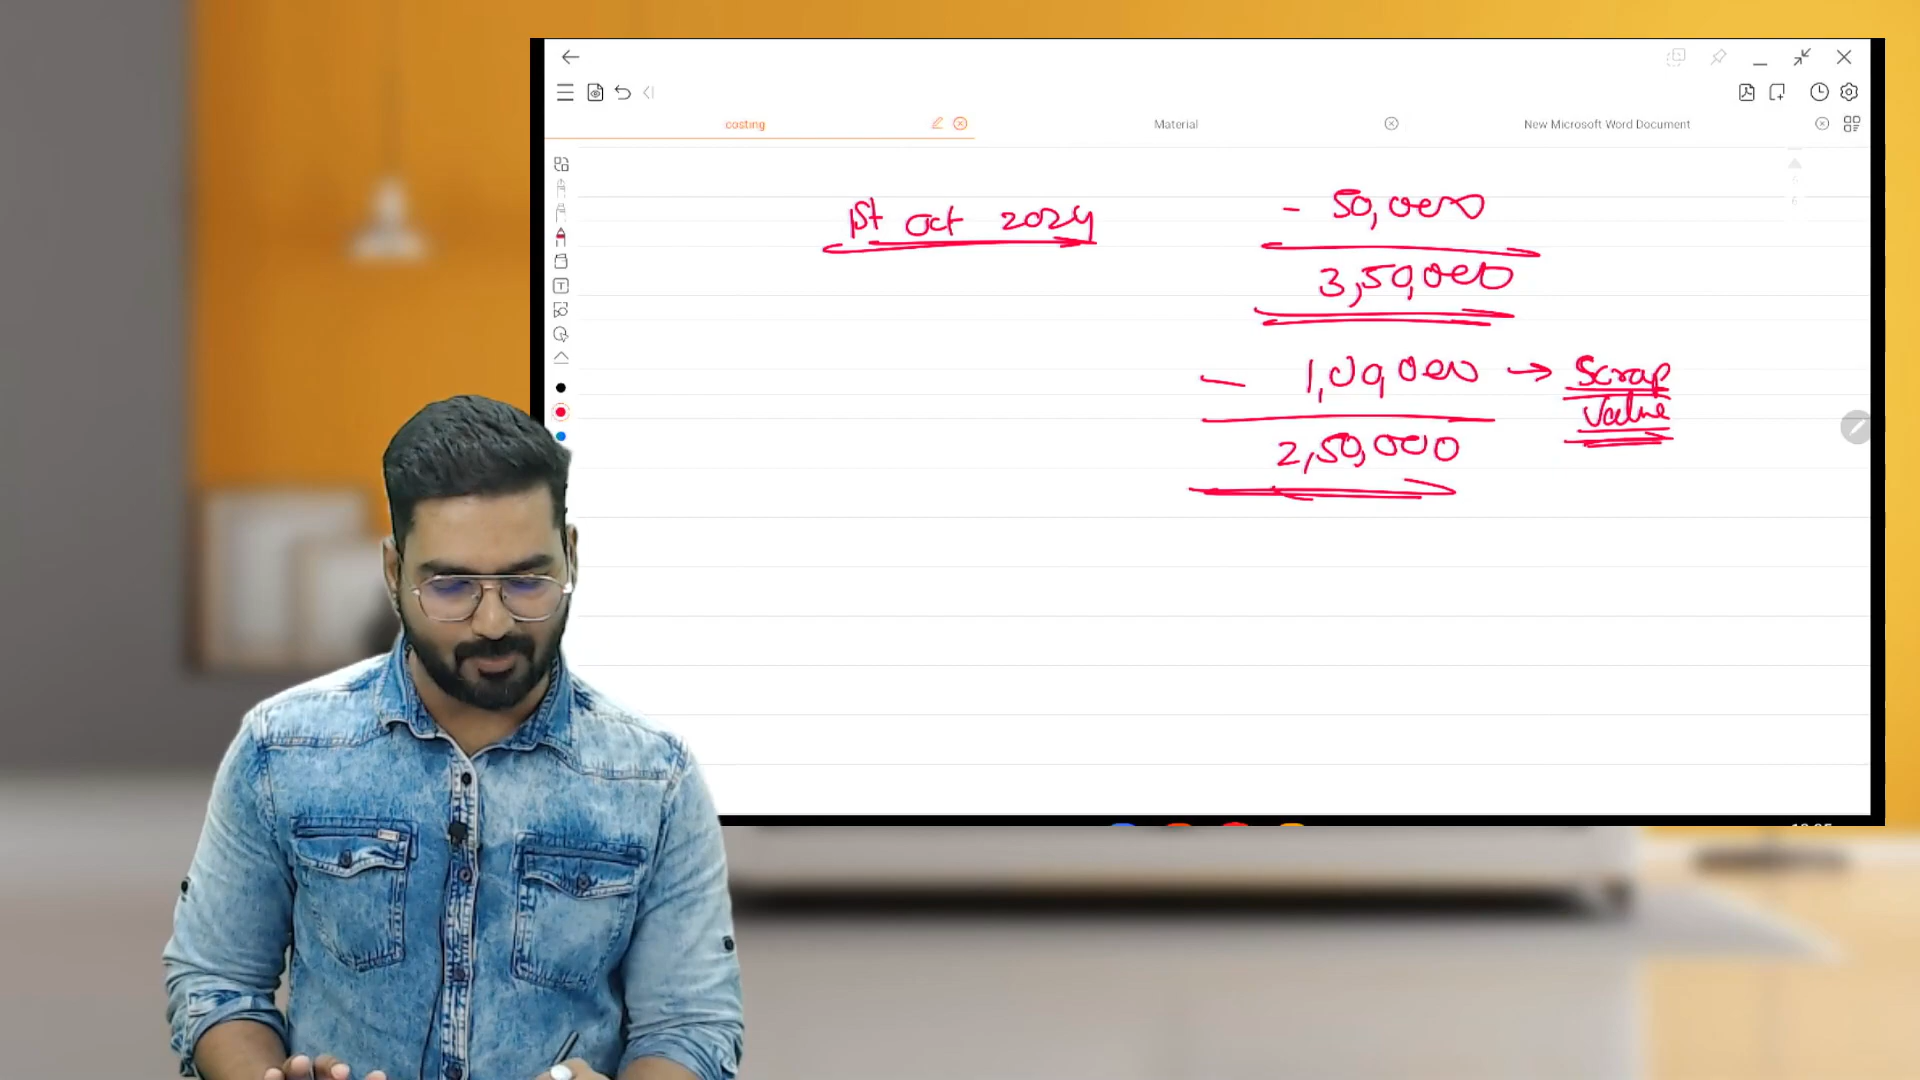 costing
Material
New Microsoft Word Document
1st Oct 2024
- 50,000
3,50,000
- 1,00,000 → Scrap
Value
2,50,000